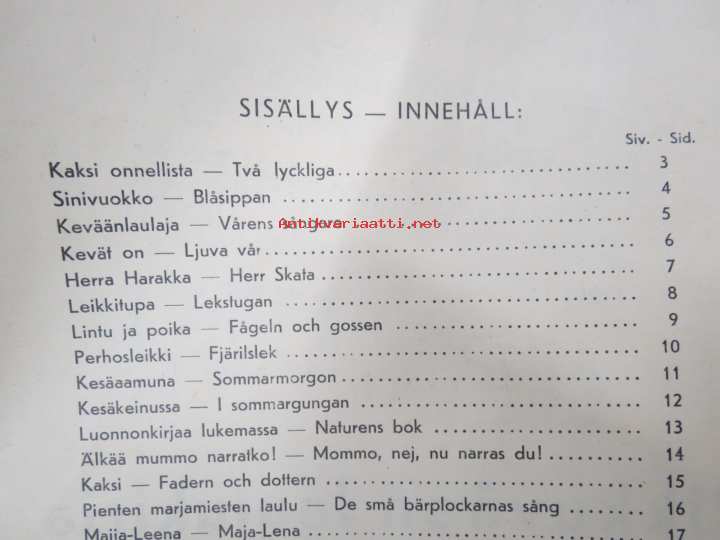 SISÄLLYS — INNEHÅLL:
Siv. - Sid.
Kaksi onnellista — Två lyckliga 3
Sinivuokko — Blåsippan 4
Keväänlaulaja — Vårens 5
Antikvariaatti.net
Kevät on — Ljuva vår 6
Herra Harakka — Herr Skata 7
Leikkitupa — Lekstugan 8
Lintu ja poika — Fågeln och gossen 9
Perhosleikki — Fjärilslek 10
Kesäaamuna — Sommarmorgon 11
Kesäkeinussa — I sommargungan 12
Luonnonkirjaa lukemassa — Naturens bok 13
Älkää mummo narratko! — Mommo, nej, nu narras du! 14
Kaksi — Fadern och dottern 15
Pienten marjamiesten laulu — De små bärplockarnas sång 16
Maija-Leena — Maja-Lena 17